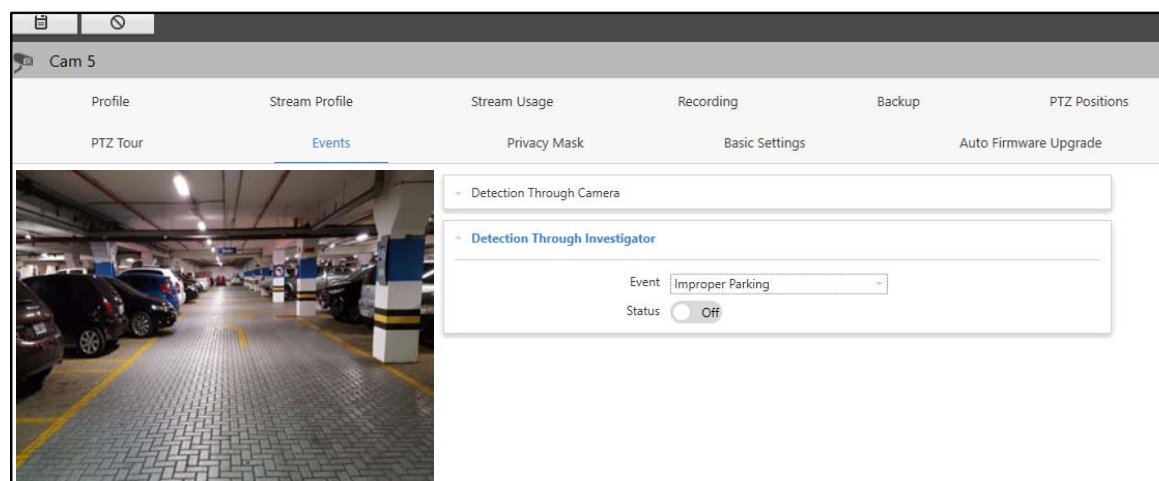 Cam 5
Profile Stream Profile Stream Usage Recording Backup PTZ Positions
PTZ Tour Events Privacy Mask Basic Settings Auto Firmware Upgrade
Detection Through Camera
Detection Through Investigator
Event Improper Parking
Status Off